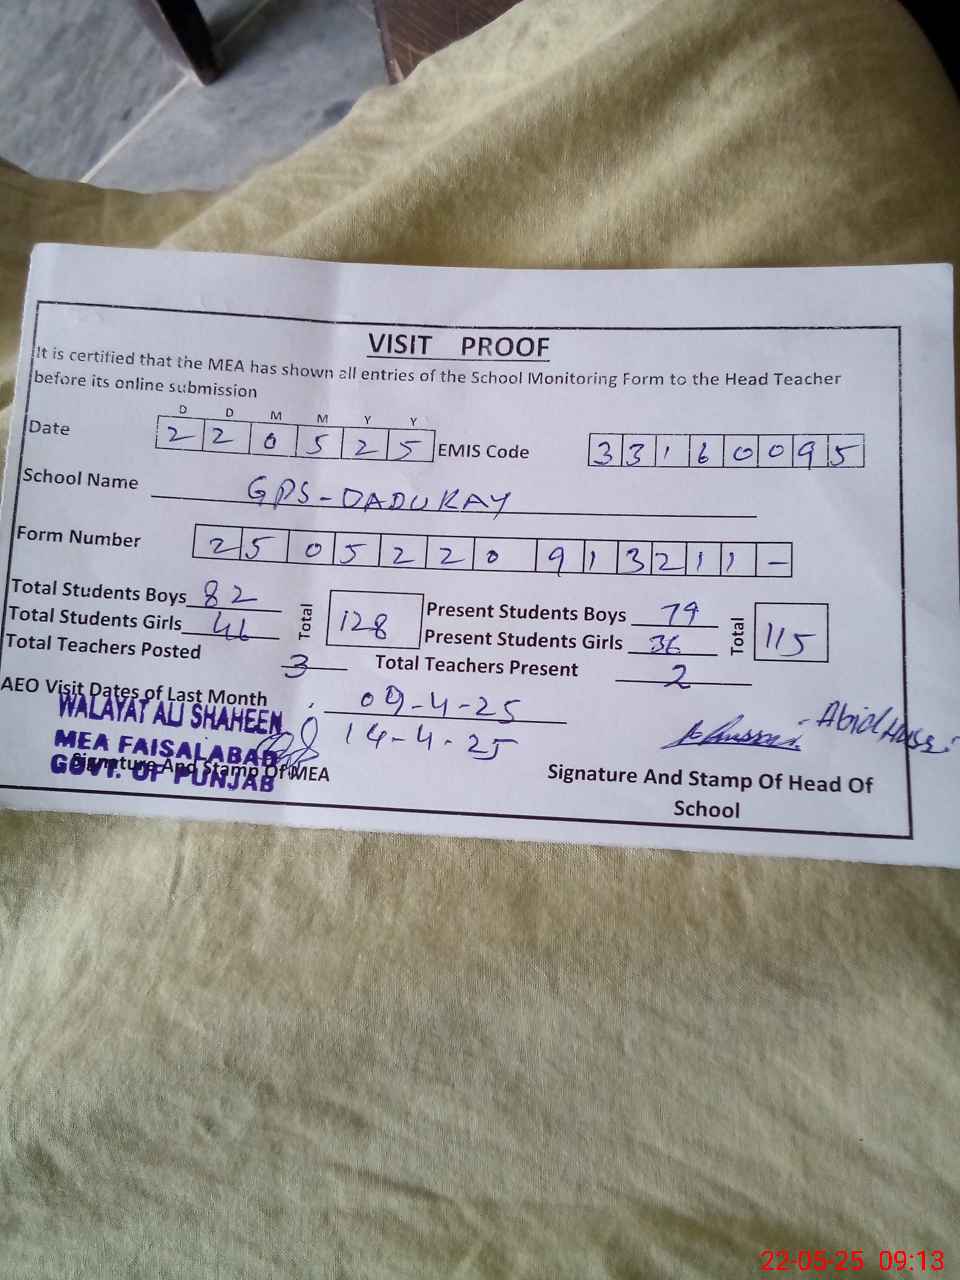 VISIT PROOF
It is certified that the MEA has shown all entries of the School Monitoring Form to the Head Teacher
before its online submission
D D M M Y Y
Date 2 2 0 5 2 5 EMIS Code 3 3 1 6 0 0 9 5
School Name GPS-DADURAY
Form Number 2 5 0 5 2 2 0 9 1 3 2 1 1 -
Total Students Boys 82 Total 128 Present Students Boys 79 Total 115
Total Students Girls 46 Present Students Girls 36
Total Teachers Posted 3 Total Teachers Present 2
AEO Visit Dates of Last Month 09-4-25
14-4-25
WALAYAT ALI SHAHEEN
MEA FAISALABAD
GOVT. OF PUNJAB
Signature And Stamp Of MEA
Abid
Signature And Stamp Of Head Of
School
22-05-25 09:13